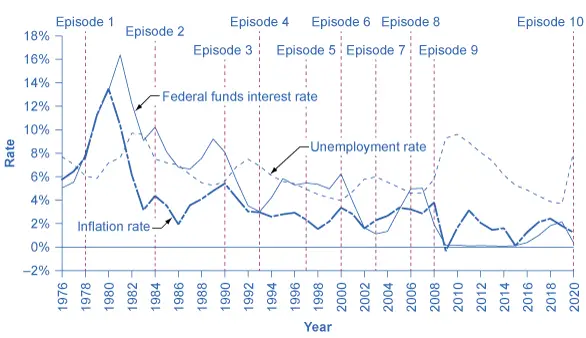 Episode 1
Episode 2
Episode 3
Episode 4
Episode 5
Episode 6
Episode 7
Episode 8
Episode 9
Episode 10
18%
16%
14%
12%
10%
8%
6%
4%
2%
0%
–2%
Rate
Federal funds interest rate
Unemployment rate
Inflation rate
1976
1978
1980
1982
1984
1986
1988
1990
1992
1994
1996
1998
2000
2002
2004
2006
2008
2010
2012
2014
2016
2018
2020
Year